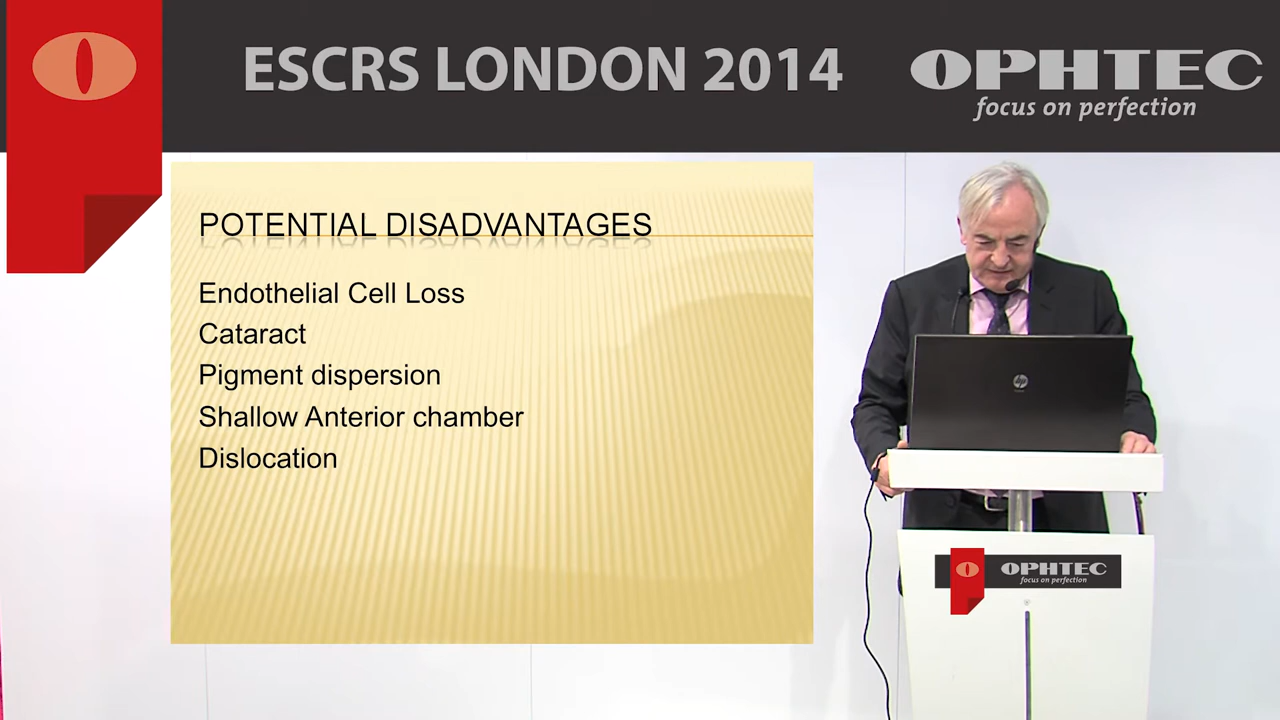 ESCRS LONDON 2014
OPHTEC
focus on perfection
POTENTIAL DISADVANTAGES
Endothelial Cell Loss
Cataract
Pigment dispersion
Shallow Anterior chamber
Dislocation
hp
OPHTEC
focus on perfection